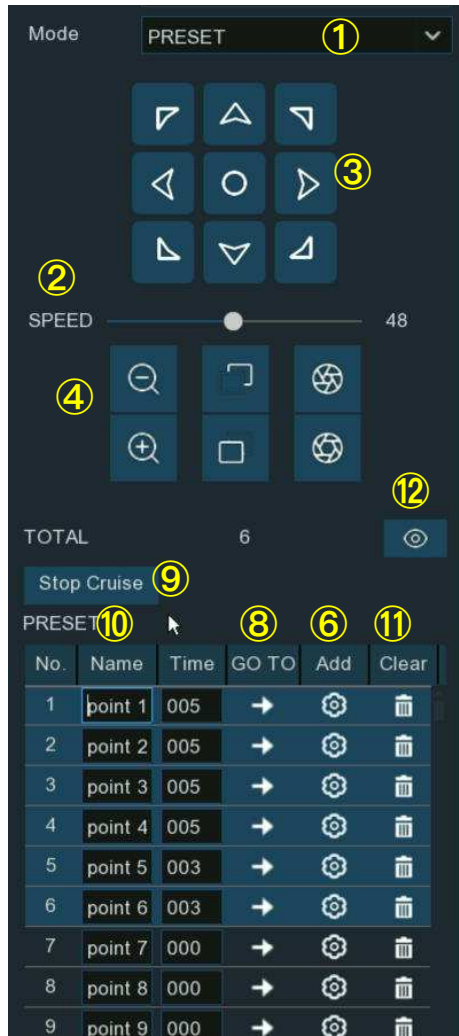 Mode PRESET ①
③
②
SPEED 48
④
⑫
TOTAL 6
Stop Cruise ⑨
PRESET ⑩ ⑧ ⑥ ⑪
No. Name Time GO TO Add Clear
1 point 1 005
2 point 2 005
3 point 3 005
4 point 4 005
5 point 5 003
6 point 6 003
7 point 7 000
8 point 8 000
9 point 9 000